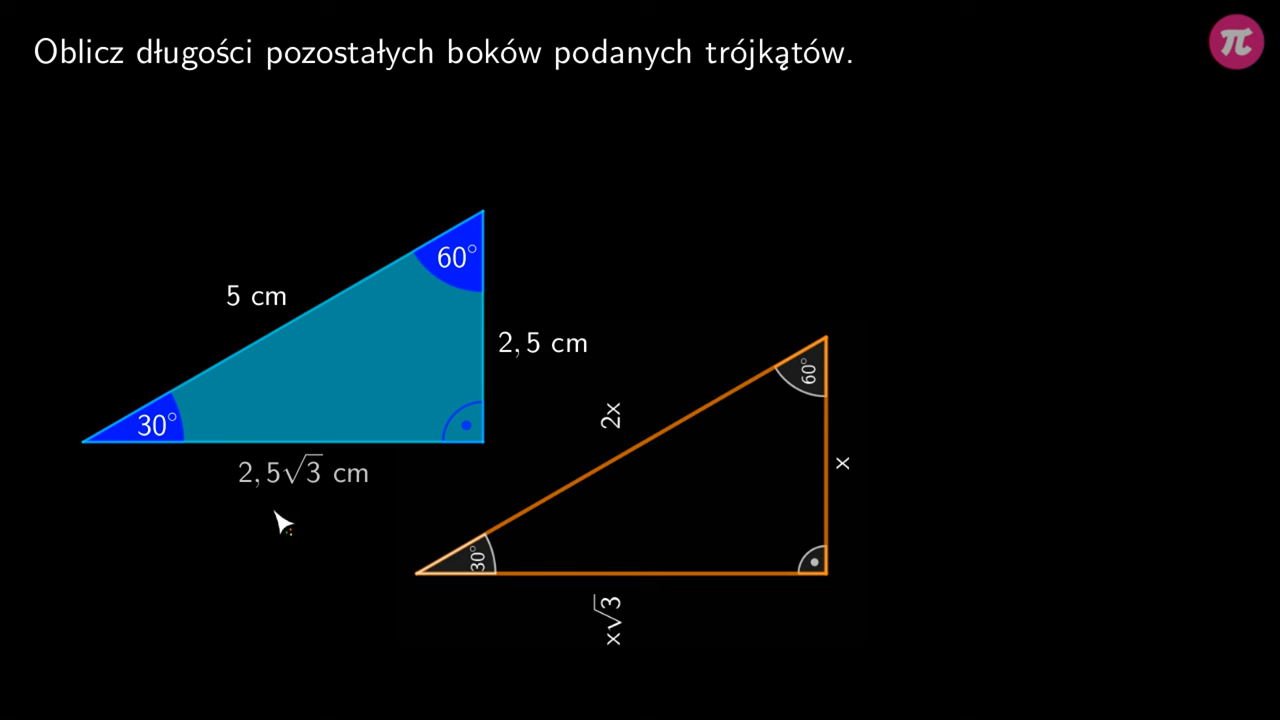 Oblicz długości pozostałych boków podanych trójkątów.
π
60°
5 cm
2,5 cm
30°
2,5√3 cm
60°
2x
x
30°
x√3